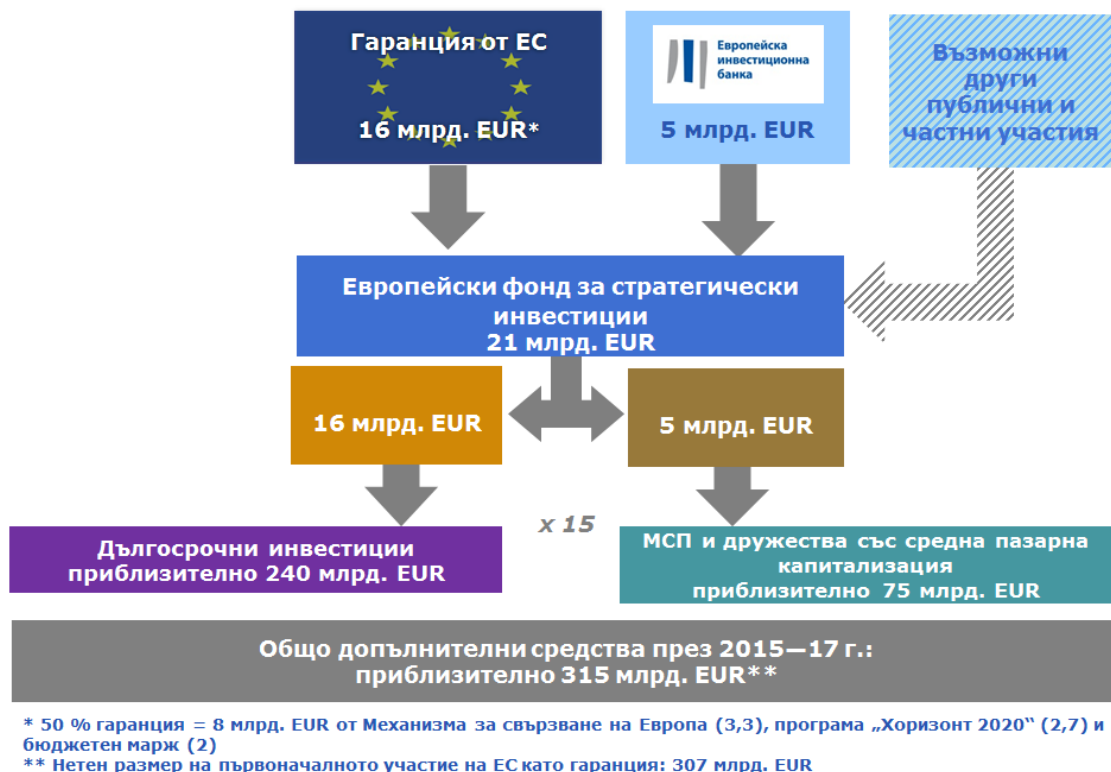 Гаранция от ЕС
16 млрд. EUR*
Европейска
инвестиционна
банка
5 млрд. EUR
Възможни
други
публични и
частни участия
Европейски фонд за стратегически
инвестиции
21 млрд. EUR
16 млрд. EUR
5 млрд. EUR
x 15
Дългосрочни инвестиции
приблизително 240 млрд. EUR
МСП и дружества със средна пазарна
капитализация
приблизително 75 млрд. EUR
Общо допълнителни средства през 2015—17 г.:
приблизително 315 млрд. EUR**
* 50 % гаранция = 8 млрд. EUR от Механизма за свързване на Европа (3,3), програма „Хоризонт 2020“ (2,7) и
бюджетен марж (2)
** Нетен размер на първоначалното участие на ЕС като гаранция: 307 млрд. EUR